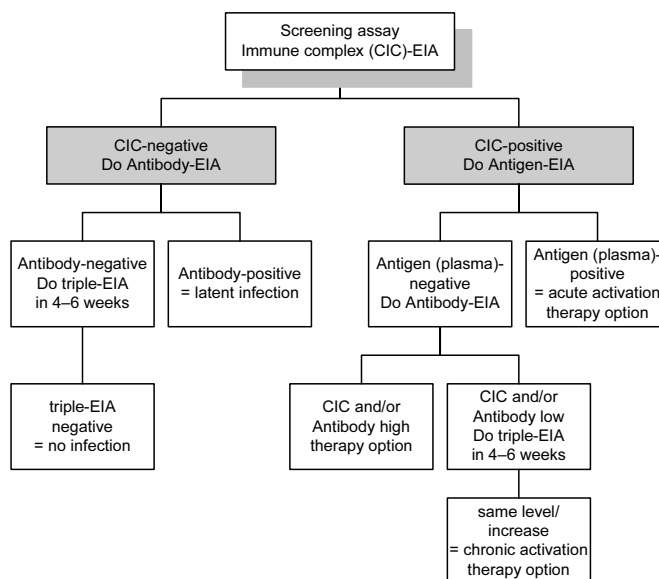 Screening assay
Immune complex (CIC)-EIA
CIC-negative
Do Antibody-EIA
CIC-positive
Do Antigen-EIA
Antibody-negative
Do triple-EIA
in 4–6 weeks
Antibody-positive
= latent infection
Antigen (plasma)-
negative
Do Antibody-EIA
Antigen (plasma)-
positive
= acute activation
therapy option
triple-EIA
negative
= no infection
CIC and/or
Antibody high
therapy option
CIC and/or
Antibody low
Do triple-EIA
in 4–6 weeks
same level/
increase
= chronic activation
therapy option